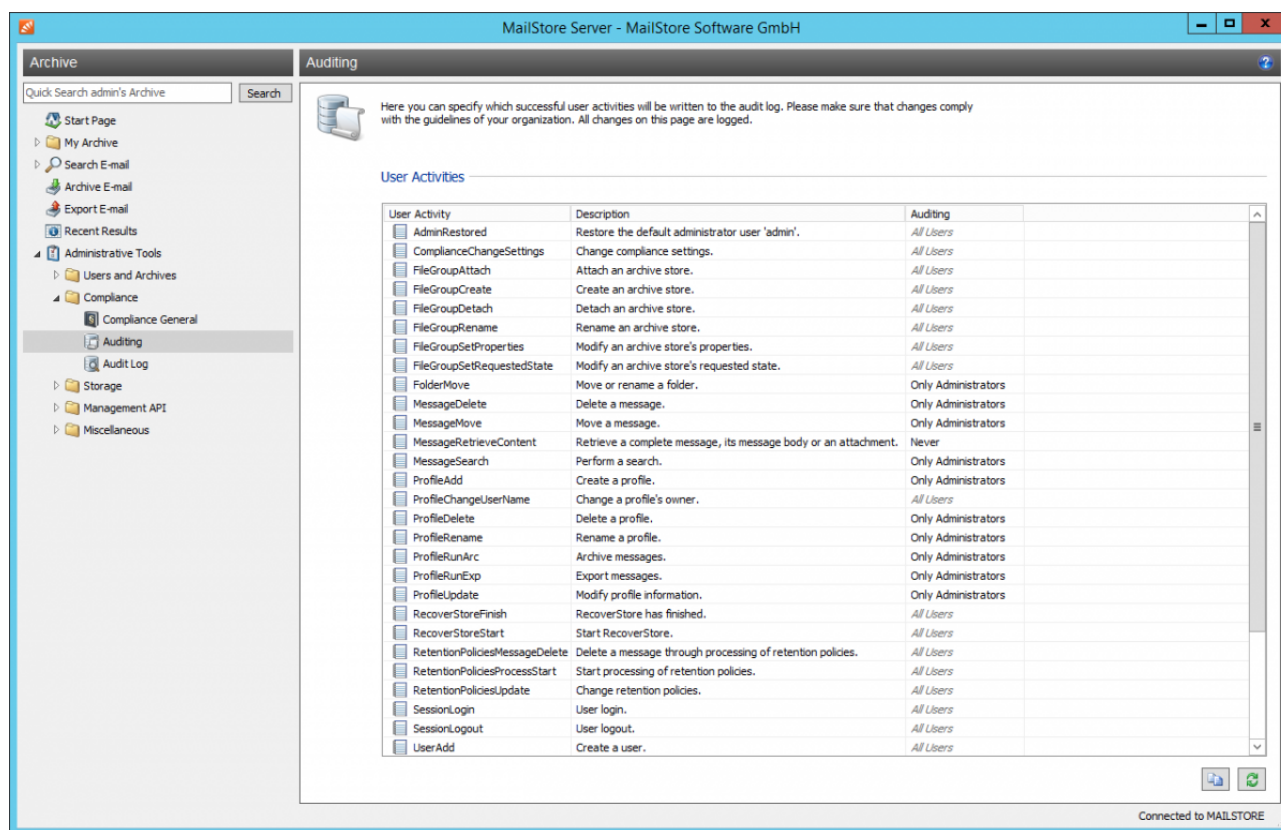 MailStore Server - MailStore Software GmbH
Archive
Quick Search admin's Archive
Search
Start Page
My Archive
Search E-mail
Archive E-mail
Export E-mail
Recent Results
Administrative Tools
Users and Archives
Compliance
Compliance General
Auditing
Audit Log
Storage
Management API
Miscellaneous
Auditing
Here you can specify which successful user activities will be written to the audit log. Please make sure that changes comply
with the guidelines of your organization. All changes on this page are logged.
User Activities
User Activity Description Auditing
AdminRestored Restore the default administrator user 'admin'. All Users
ComplianceChangeSettings Change compliance settings. All Users
FileGroupAttach Attach an archive store. All Users
FileGroupCreate Create an archive store. All Users
FileGroupDetach Detach an archive store. All Users
FileGroupRename Rename an archive store. All Users
FileGroupSetProperties Modify an archive store's properties. All Users
FileGroupSetRequestedState Modify an archive store's requested state. All Users
FolderMove Move or rename a folder. Only Administrators
MessageDelete Delete a message. Only Administrators
MessageMove Move a message. Only Administrators
MessageRetrieveContent Retrieve a complete message, its message body or an attachment. Never
MessageSearch Perform a search. Only Administrators
ProfileAdd Create a profile. Only Administrators
ProfileChangeUserName Change a profile's owner. All Users
ProfileDelete Delete a profile. Only Administrators
ProfileRename Rename a profile. Only Administrators
ProfileRunArc Archive messages. Only Administrators
ProfileRunExp Export messages. Only Administrators
ProfileUpdate Modify profile information. Only Administrators
RecoverStoreFinish RecoverStore has finished. All Users
RecoverStoreStart Start RecoverStore. All Users
RetentionPoliciesMessageDelete Delete a message through processing of retention policies. All Users
RetentionPoliciesProcessStart Start processing of retention policies. All Users
RetentionPoliciesUpdate Change retention policies. All Users
SessionLogin User login. All Users
SessionLogout User logout. All Users
UserAdd Create a user. All Users
Connected to MAILSTORE